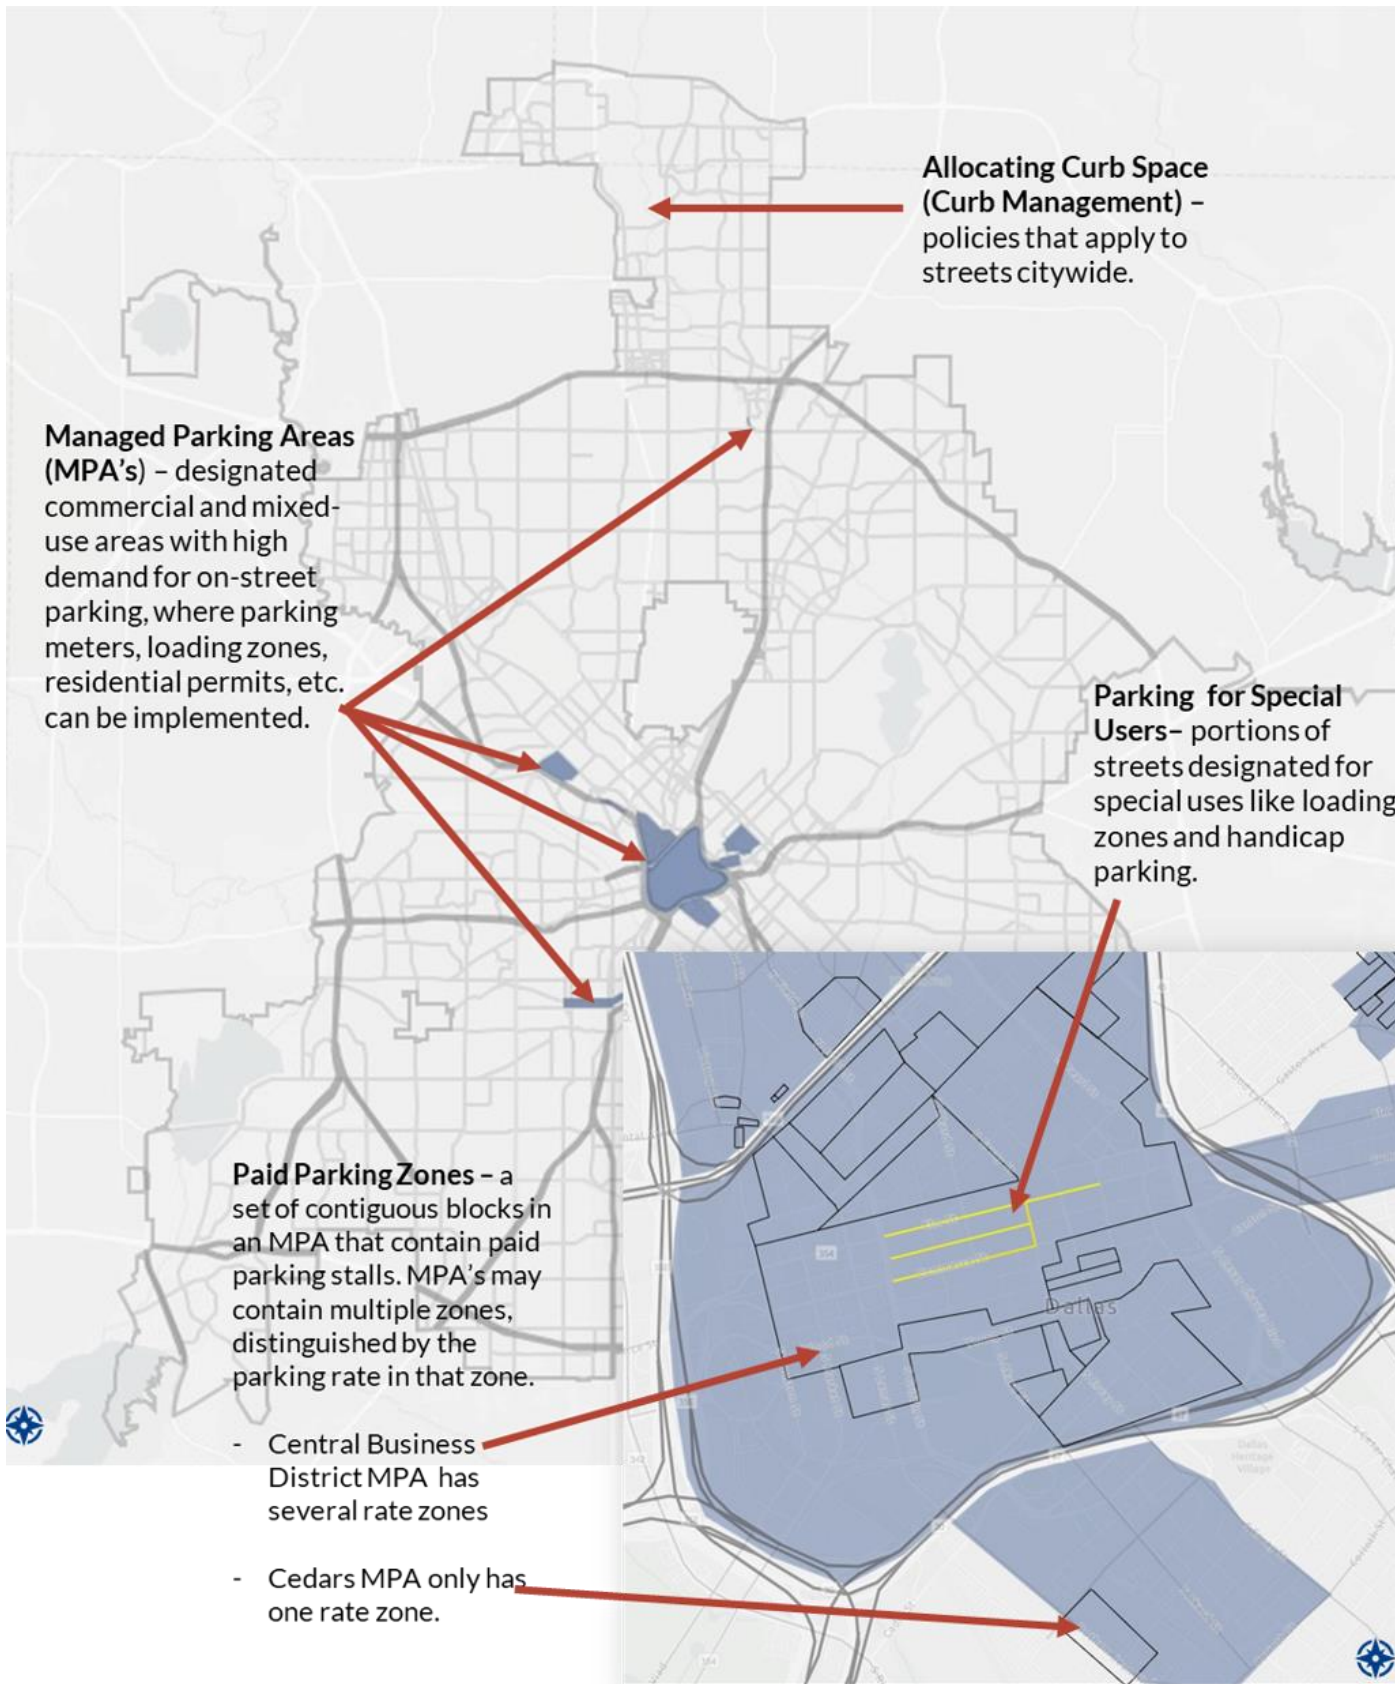 Allocating Curb Space
(Curb Management) –
policies that apply to
streets citywide.
Managed Parking Areas
(MPA's) – designated
commercial and mixed-
use areas with high
demand for on-street
parking, where parking
meters, loading zones,
residential permits, etc.
can be implemented.
Parking for Special
Users– portions of
streets designated for
special uses like loading
zones and handicap
parking.
Paid Parking Zones – a
set of contiguous blocks in
an MPA that contain paid
parking stalls. MPA's may
contain multiple zones,
distinguished by the
parking rate in that zone.
- Central Business
District MPA has
several rate zones
- Cedars MPA only has
one rate zone.
Dallas
354
Dallas
Heritage
Village
354